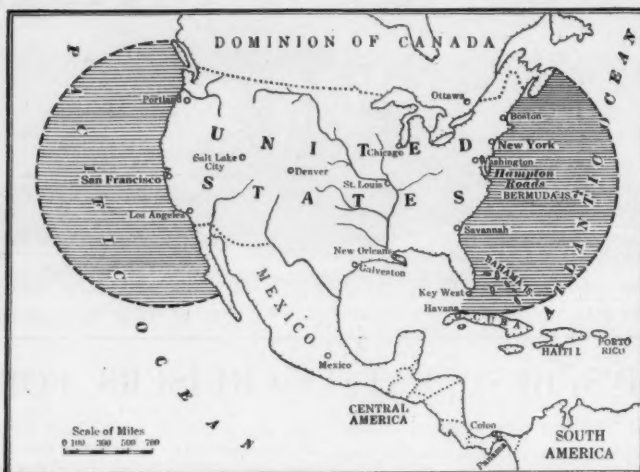 DOMINION OF CANADA
PACIFIC OCEAN
ATLANTIC OCEAN
UNITED STATES
Portland
Ottawa
Boston
New York
Chicago
Washington
Hampton Roads
Salt Lake City
Denver
St. Louis
San Francisco
BERMUDA IS.
Los Angeles
Savannah
New Orleans
Galveston
BAHAMA IS.
MEXICO
Key West
Havana
CUBA
HAITI I.
PORTO RICO
Mexico
CENTRAL AMERICA
Colon
Panama
SOUTH AMERICA
Scale of Miles
0 100 300 500 700